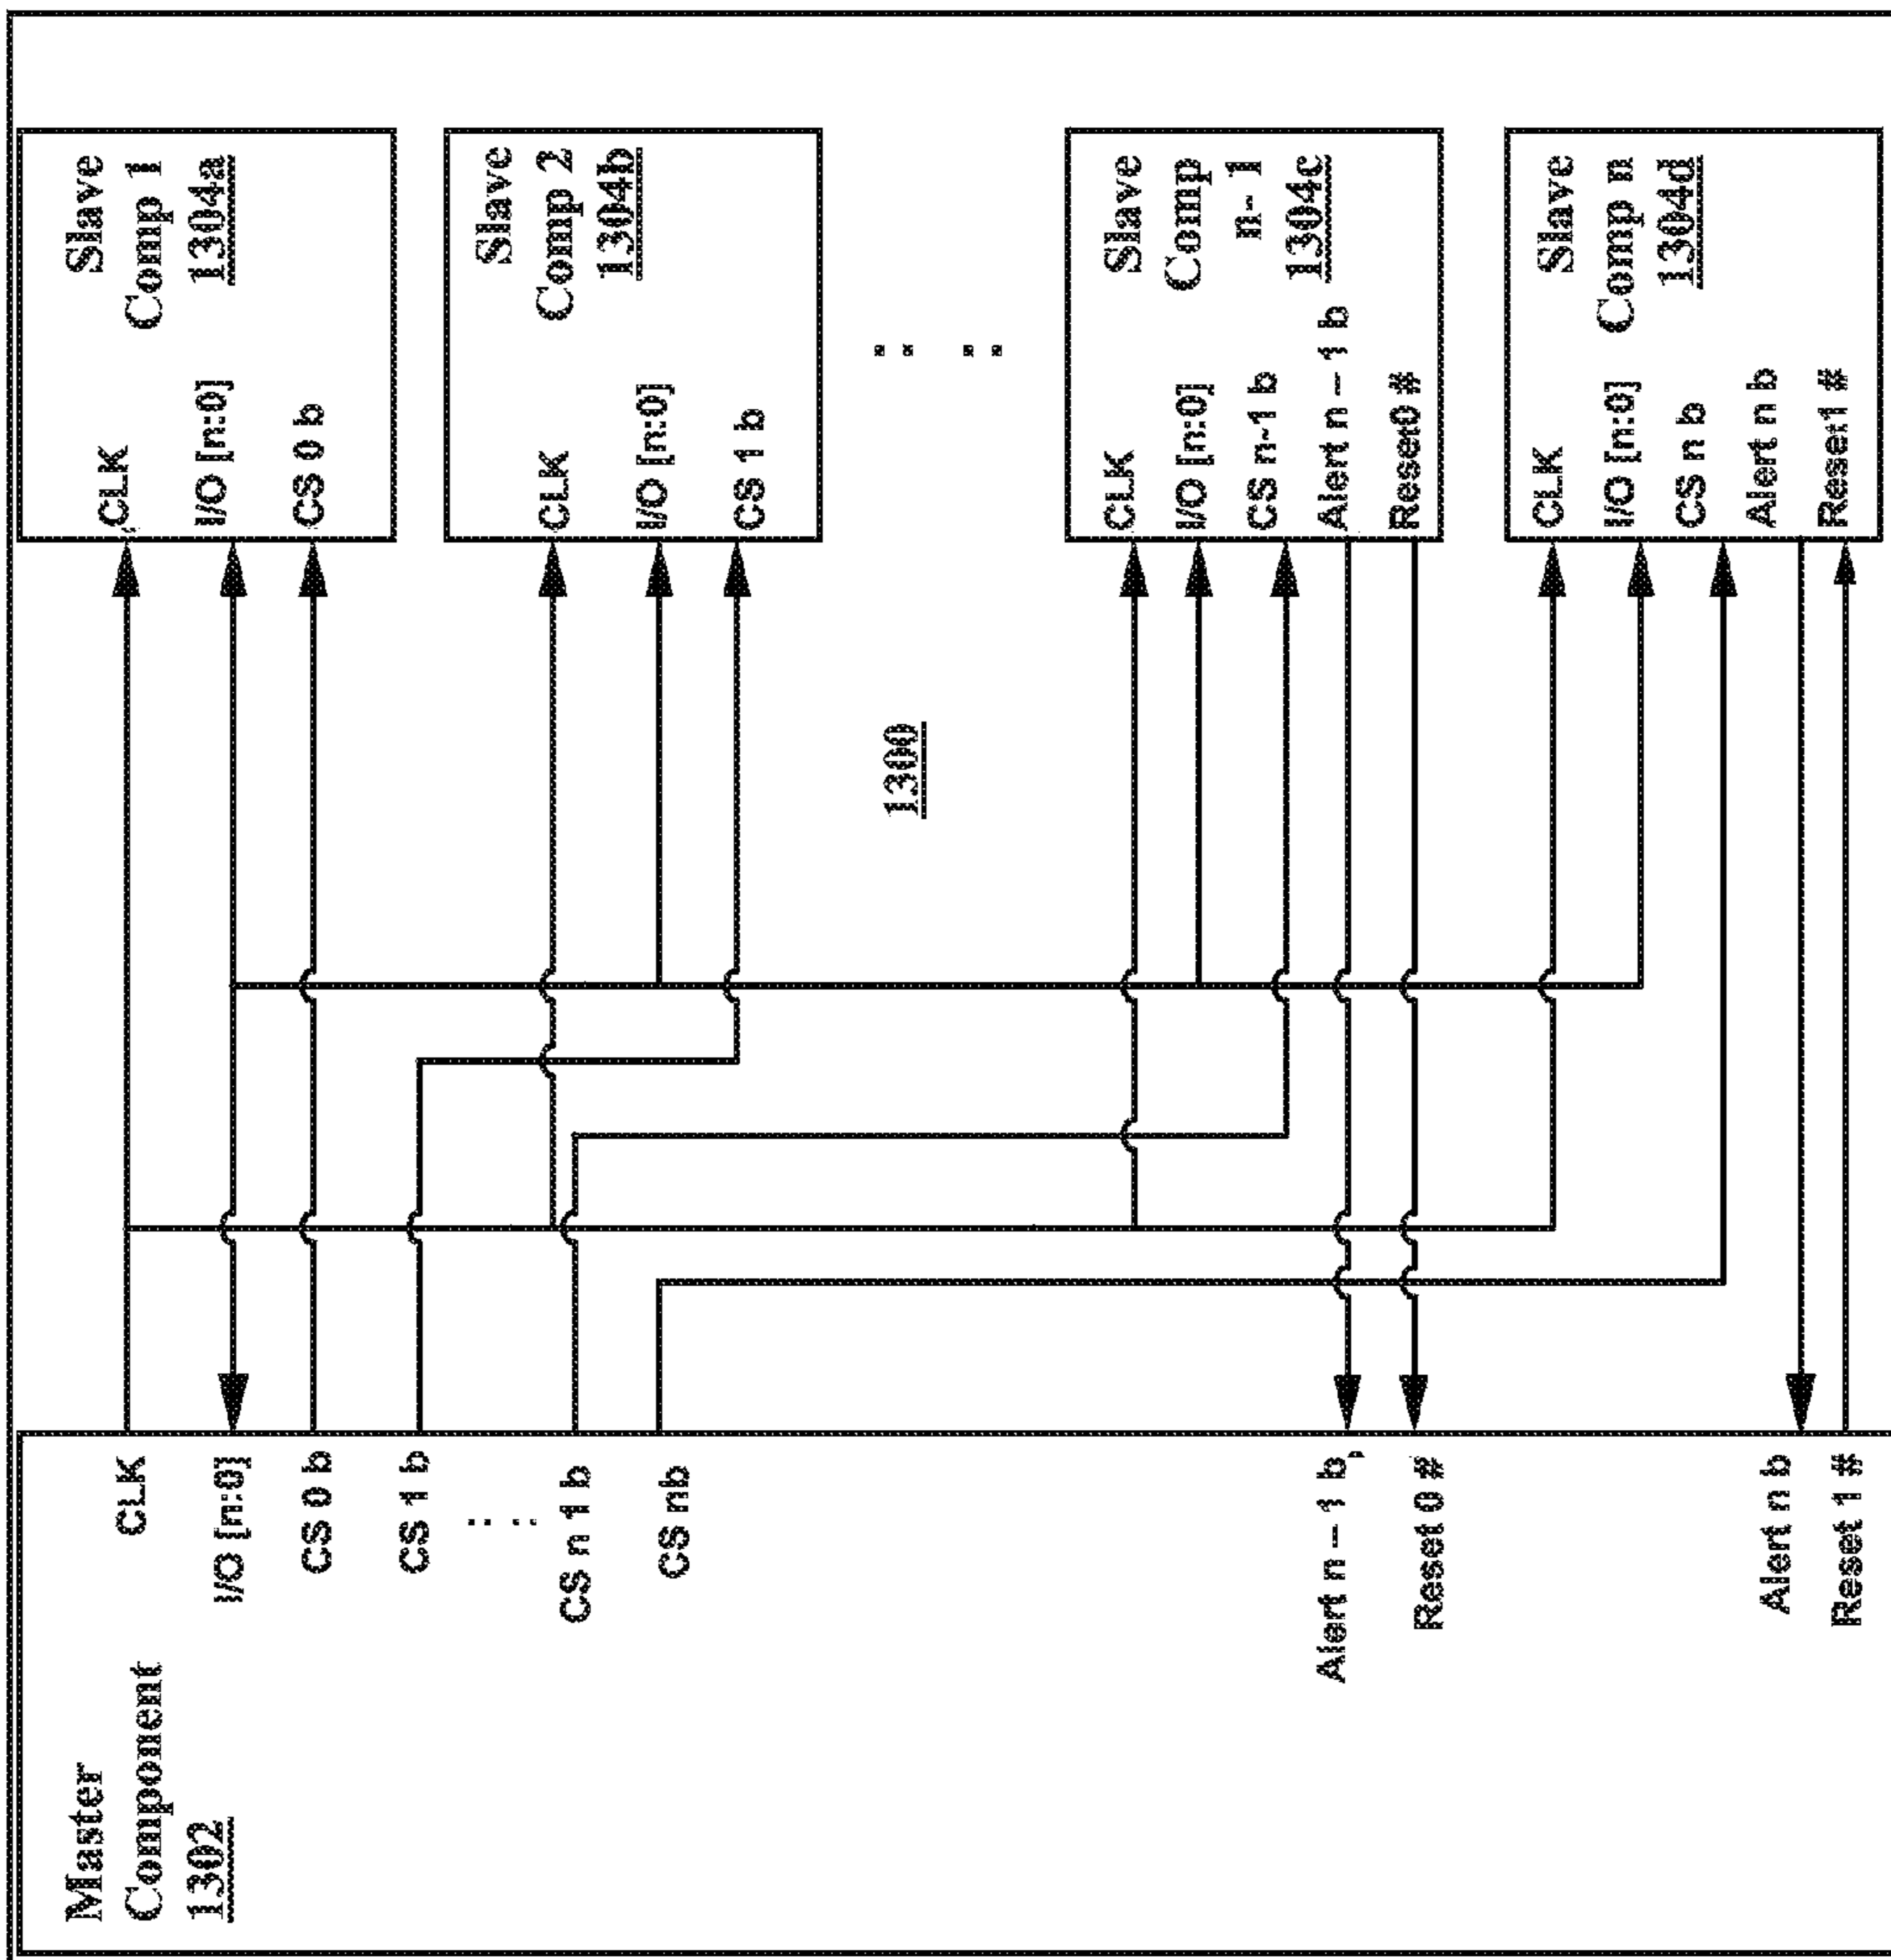 Master
Component
1302
CLK
I/O [n:0]
CS 0 b
CS 1 b
CS n 1 b
CS nb
Alert n – 1 b
Reset 0 #
Alert n b
Reset 1 #
1300
Slave
Comp 1
1304a
CLK
I/O [n:0]
CS 0 b
Slave
Comp 2
1304b
CLK
I/O [n:0]
CS 1 b
Slave
Comp
n- 1
1304c
CLK
I/O [n:0]
CS n-1 b
Alert n – 1 b
Reset0 #
Slave
Comp n
1304d
CLK
I/O [n:0]
CS n b
Alert n b
Reset1 #